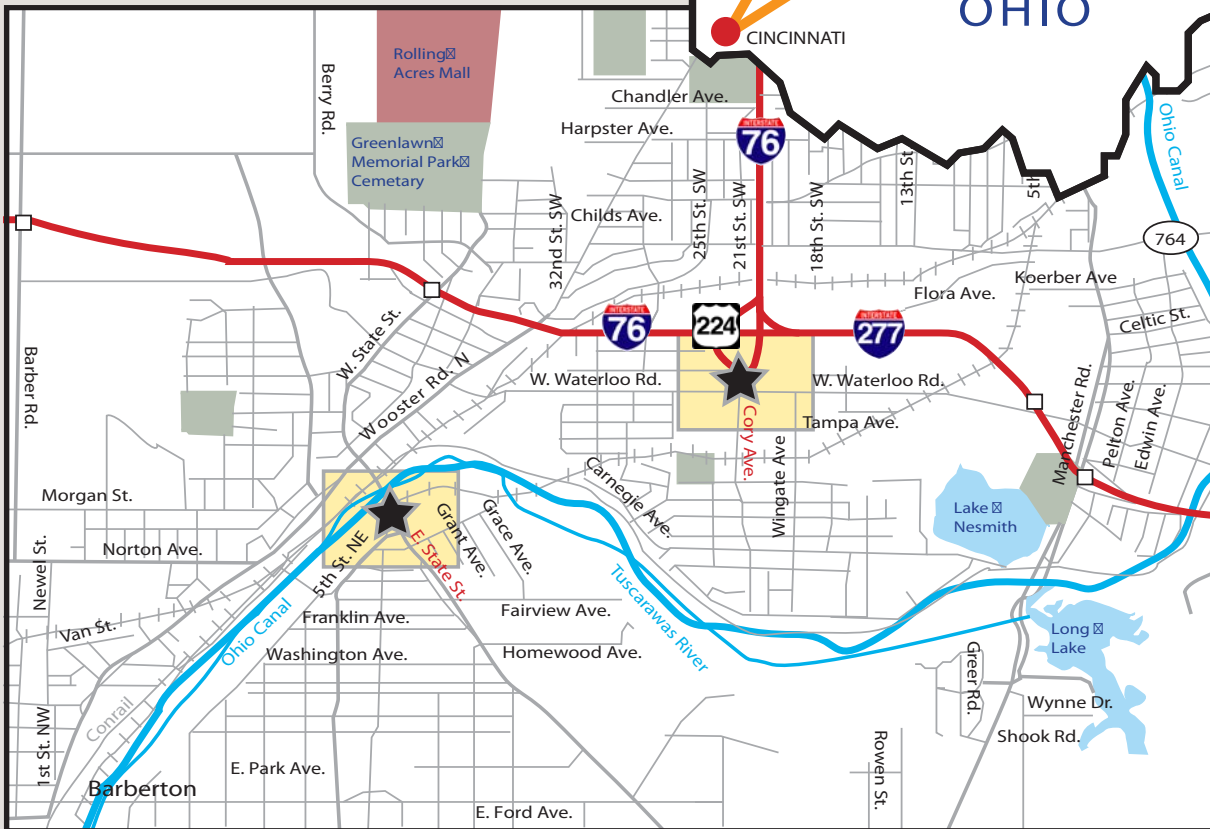 OHIO
CINCINNATI
Rolling
Acres Mall
Berry Rd.
Chandler Ave.
Harpster Ave.
INTERSTATE
76
Ohio Canal
Greenlawn
Memorial Park
Cemetary
25th St. SW
21st St. SW
18th St. SW
13th St.
5th
32nd St. SW
Childs Ave.
764
Koerber Ave
Flora Ave.
Celtic St.
INTERSTATE
76
224
INTERSTATE
277
W. State St.
Wooster Rd. N
Barber Rd.
W. Waterloo Rd.
W. Waterloo Rd.
Manchester Rd.
Pelton Ave.
Edwin Ave.
Cory Ave.
Tampa Ave.
Wingate Ave
Carnegie Ave.
Morgan St.
Norton Ave.
Newel St.
5th St. NE
Grant Ave.
Grace Ave.
E. State St.
Lake
Nesmith
Tuscarawas River
Van St.
Ohio Canal
Franklin Ave.
Fairview Ave.
Washington Ave.
Homewood Ave.
Long
Lake
Greer Rd.
Wynne Dr.
Shook Rd.
Conrail
1st St. NW
Rowen St.
E. Park Ave.
Barberton
E. Ford Ave.